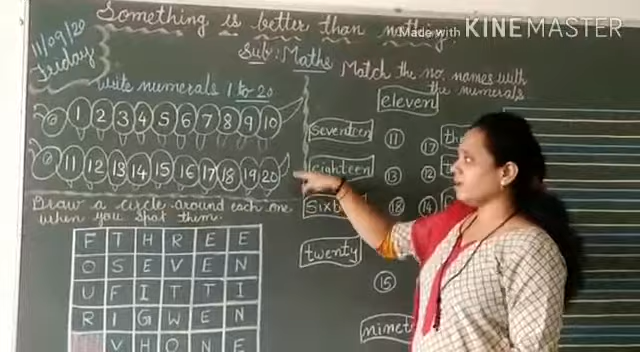 Something is better than nothing.
Made with KINEMASTER
11/09/20
Friday
Sub: Maths
Write numerals 1 to 20
1 2 3 4 5 6 7 8 9 10
11 12 13 14 15 16 17 18 19 20
Draw a circle around each one
when you spot them.
F T H R E E
O S E V E N
U F I T T I
R I G W E N
V H O N E
Match the no. names with
the numerals
eleven
seventeen 11 17
eighteen 13 12
18 14
twenty
15